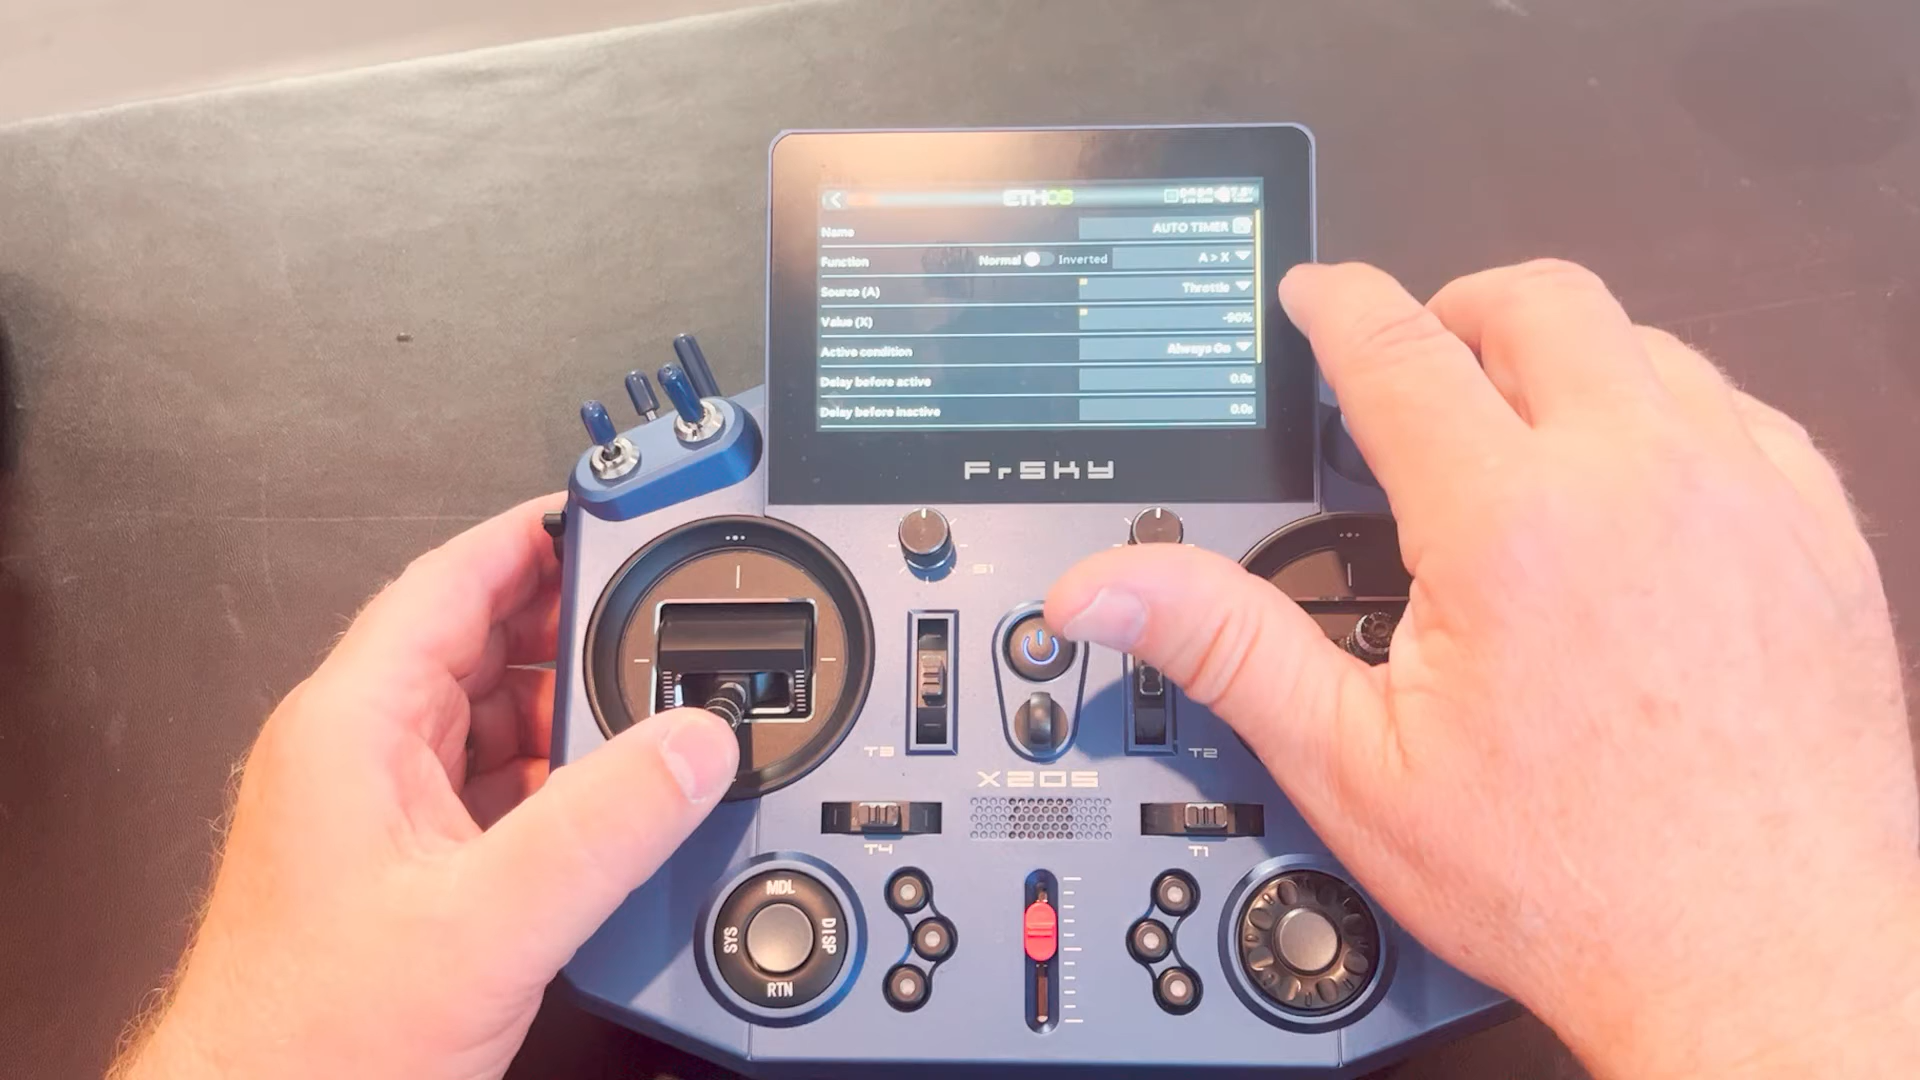 ETHOS
Name AUTO TIMER
Function Normal Inverted A > X
Source (A) Throttle
Value (X) -90%
Active condition Always On
Delay before active 0.0s
Delay before inactive 0.0s
FrSKY
S1
T3 T2
X20S
T4 T1
MDL
SYS DISP
RTN